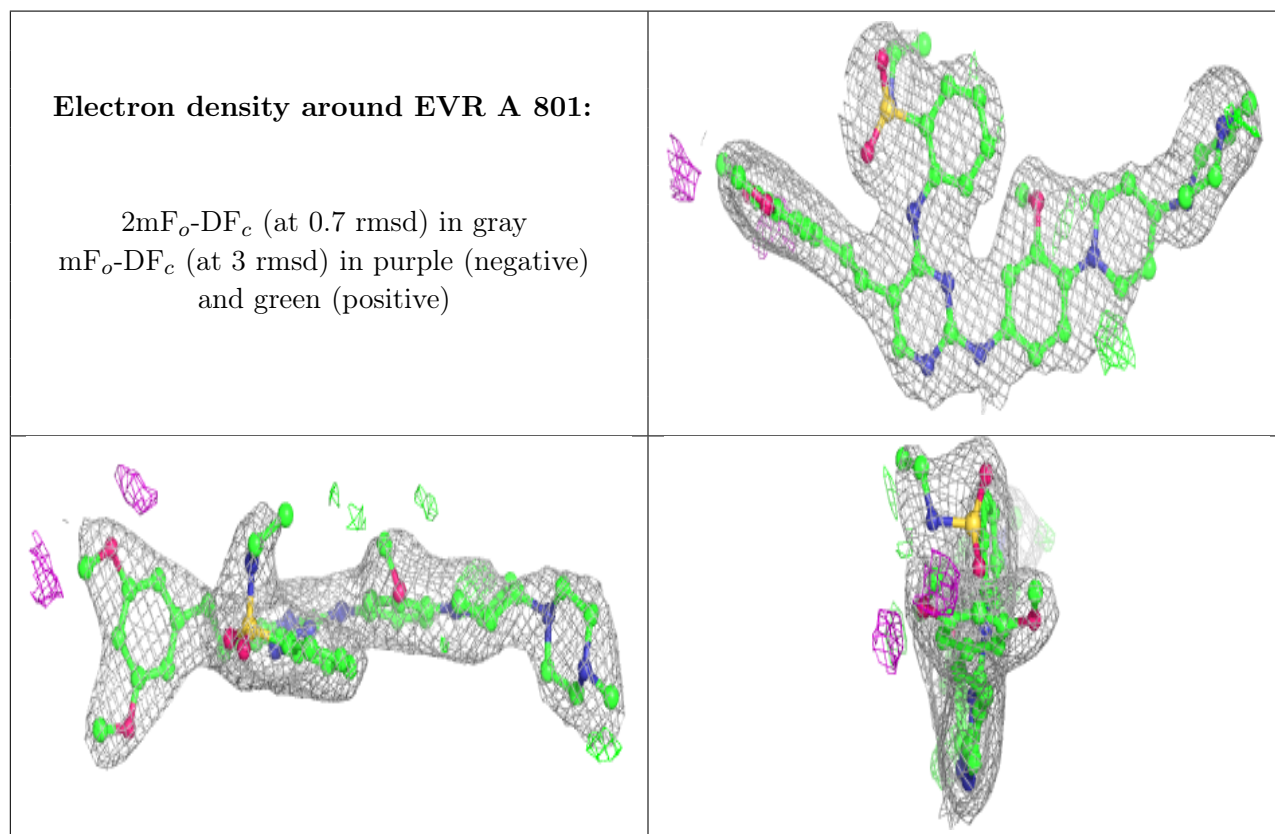 Electron density around EVR A 801:
2mFo-DFc (at 0.7 rmsd) in gray
mFo-DFc (at 3 rmsd) in purple (negative)
and green (positive)